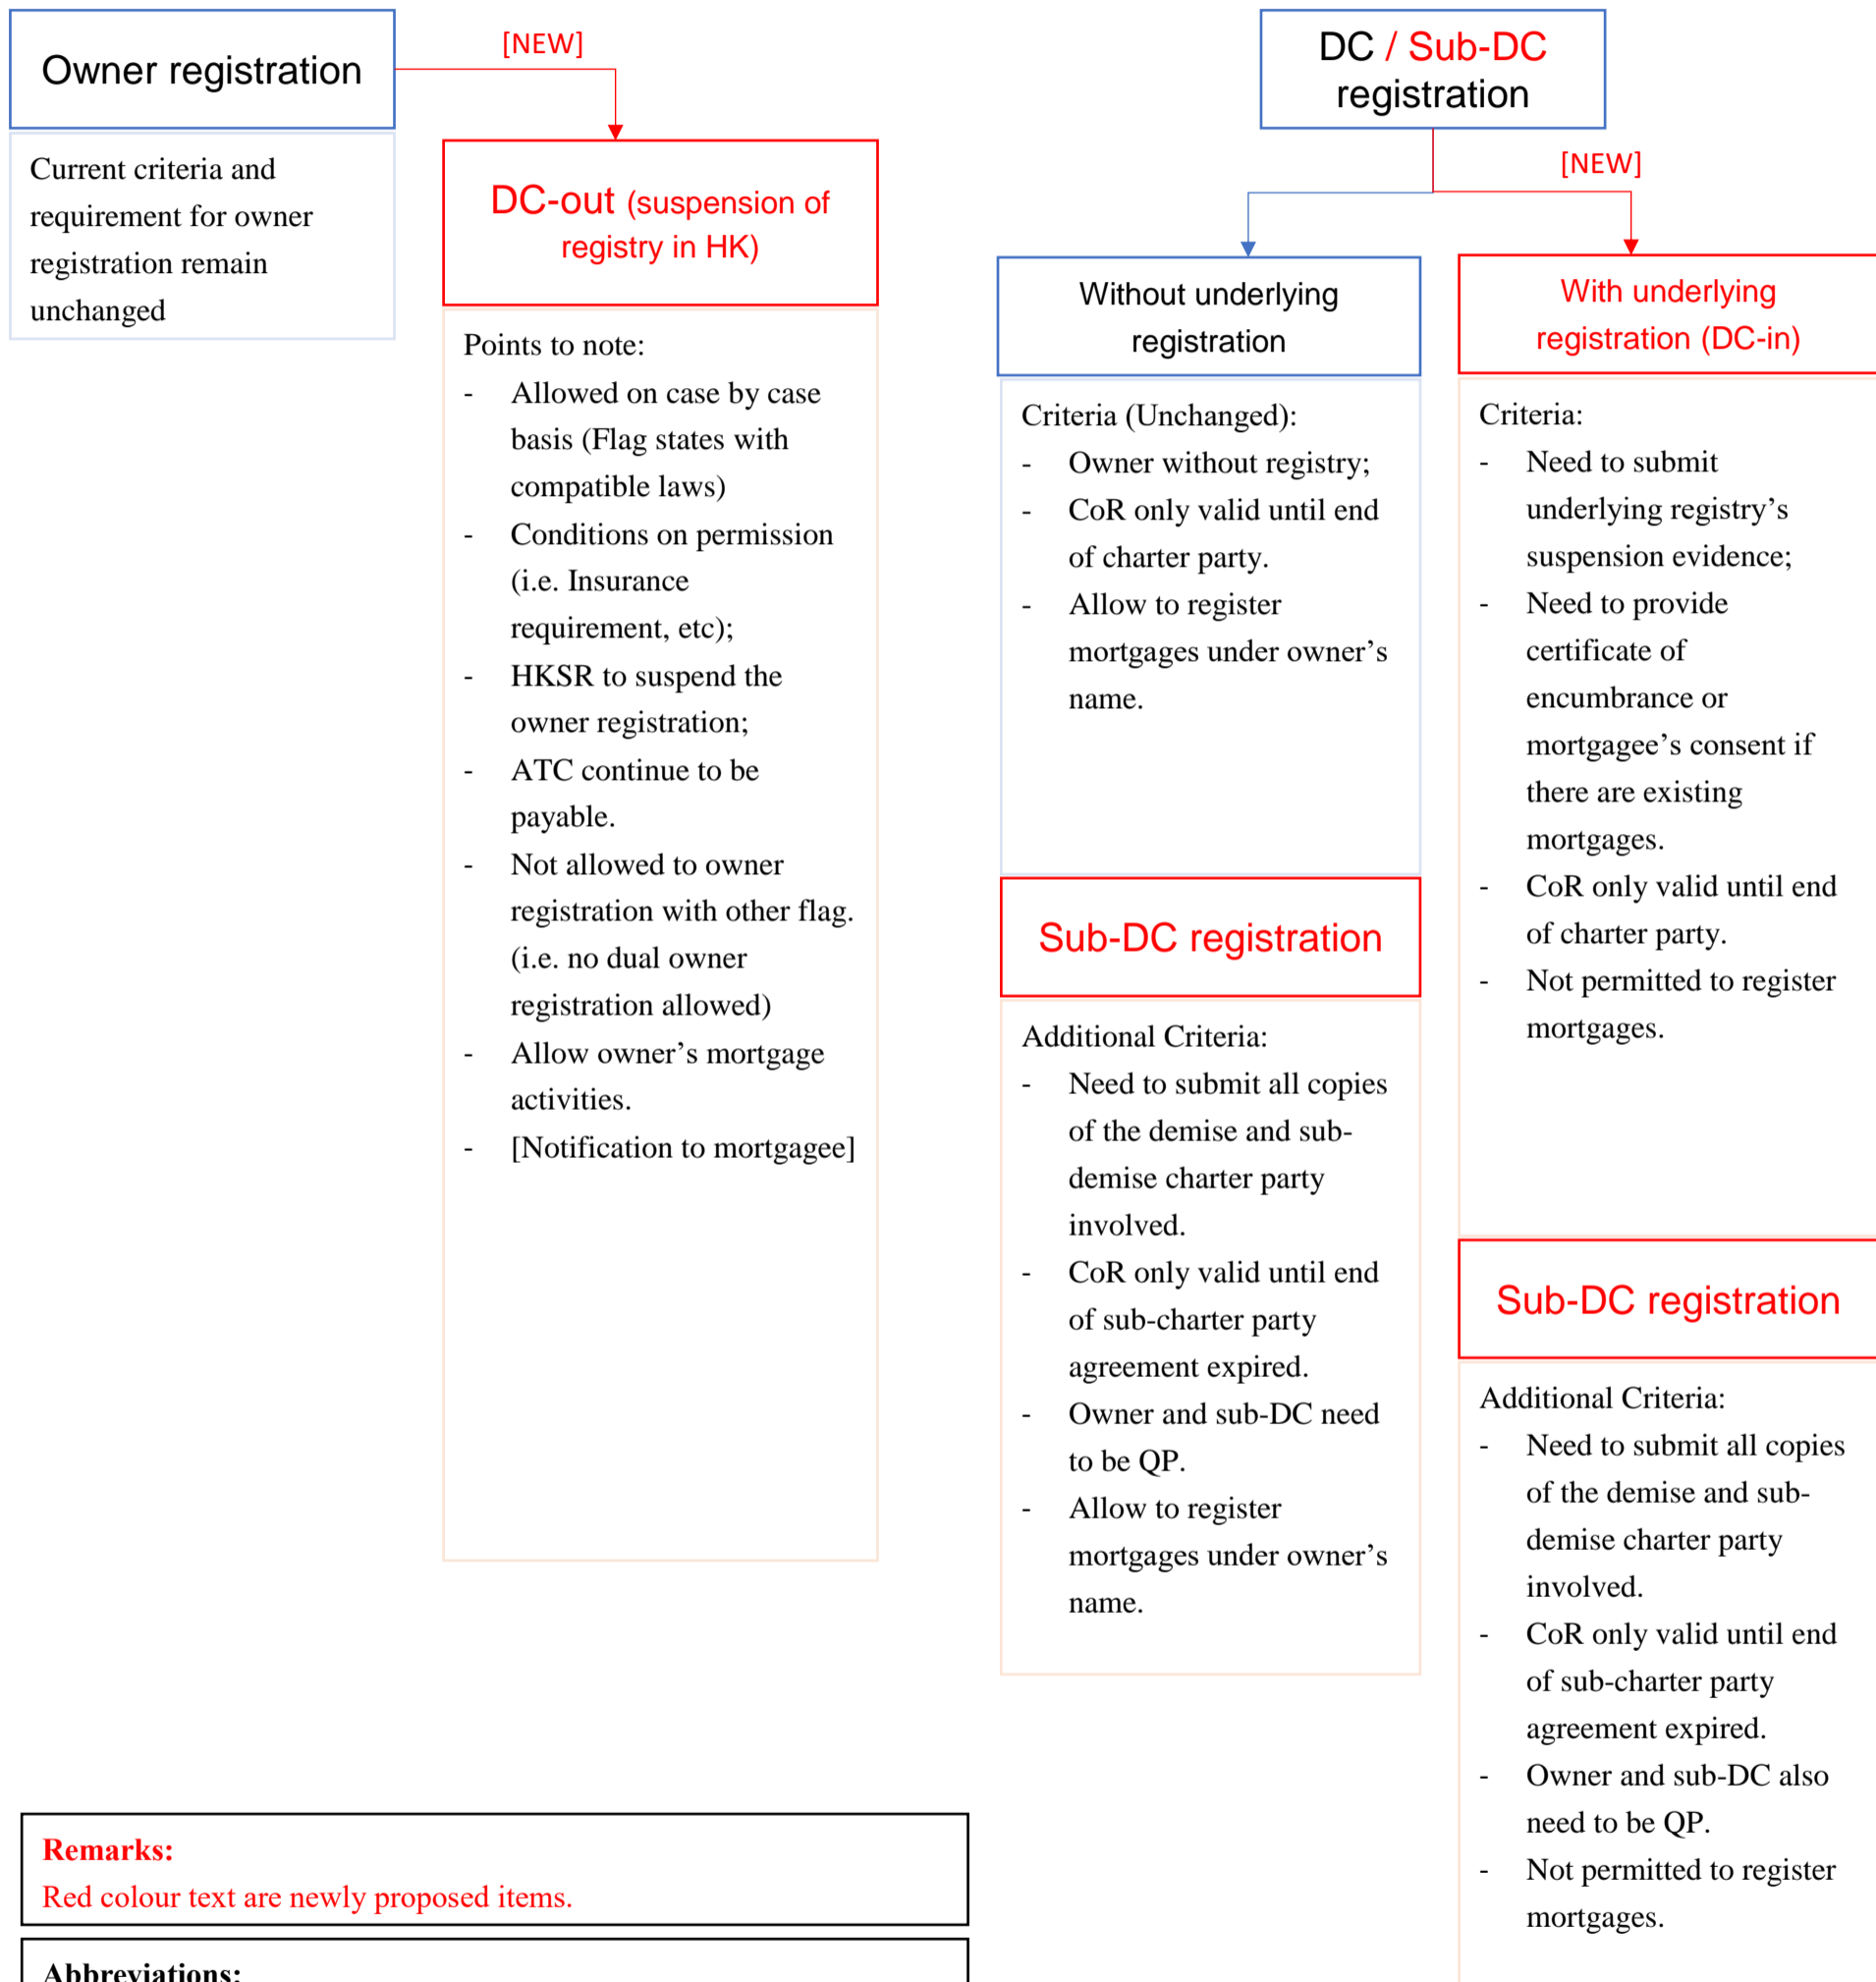 Owner registration
[NEW]
Current criteria and
requirement for owner
registration remain
unchanged
DC-out (suspension of
registry in HK)
Points to note:
- Allowed on case by case
basis (Flag states with
compatible laws)
- Conditions on permission
(i.e. Insurance
requirement, etc);
- HKSR to suspend the
owner registration;
- ATC continue to be
payable.
- Not allowed to owner
registration with other flag.
(i.e. no dual owner
registration allowed)
- Allow owner’s mortgage
activities.
- [Notification to mortgagee]
DC / Sub-DC
registration
[NEW]
Without underlying
registration
Criteria (Unchanged):
- Owner without registry;
- CoR only valid until end
of charter party.
- Allow to register
mortgages under owner’s
name.
Sub-DC registration
Additional Criteria:
- Need to submit all copies
of the demise and sub-
demise charter party
involved.
- CoR only valid until end
of sub-charter party
agreement expired.
- Owner and sub-DC need
to be QP.
- Allow to register
mortgages under owner’s
name.
With underlying
registration (DC-in)
Criteria:
- Need to submit
underlying registry’s
suspension evidence;
- Need to provide
certificate of
encumbrance or
mortgagee’s consent if
there are existing
mortgages.
- CoR only valid until end
of charter party.
- Not permitted to register
mortgages.
Sub-DC registration
Additional Criteria:
- Need to submit all copies
of the demise and sub-
demise charter party
involved.
- CoR only valid until end
of sub-charter party
agreement expired.
- Owner and sub-DC also
need to be QP.
- Not permitted to register
mortgages.
Remarks:
Red colour text are newly proposed items.
Abbreviations: